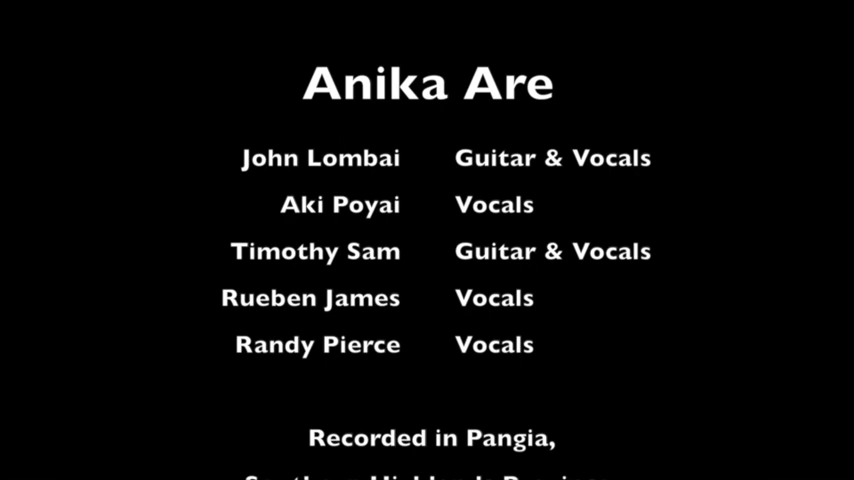 Anika Are
John Lombai Guitar & Vocals
Aki Poyai Vocals
Timothy Sam Guitar & Vocals
Rueben James Vocals
Randy Pierce Vocals
Recorded in Pangia,